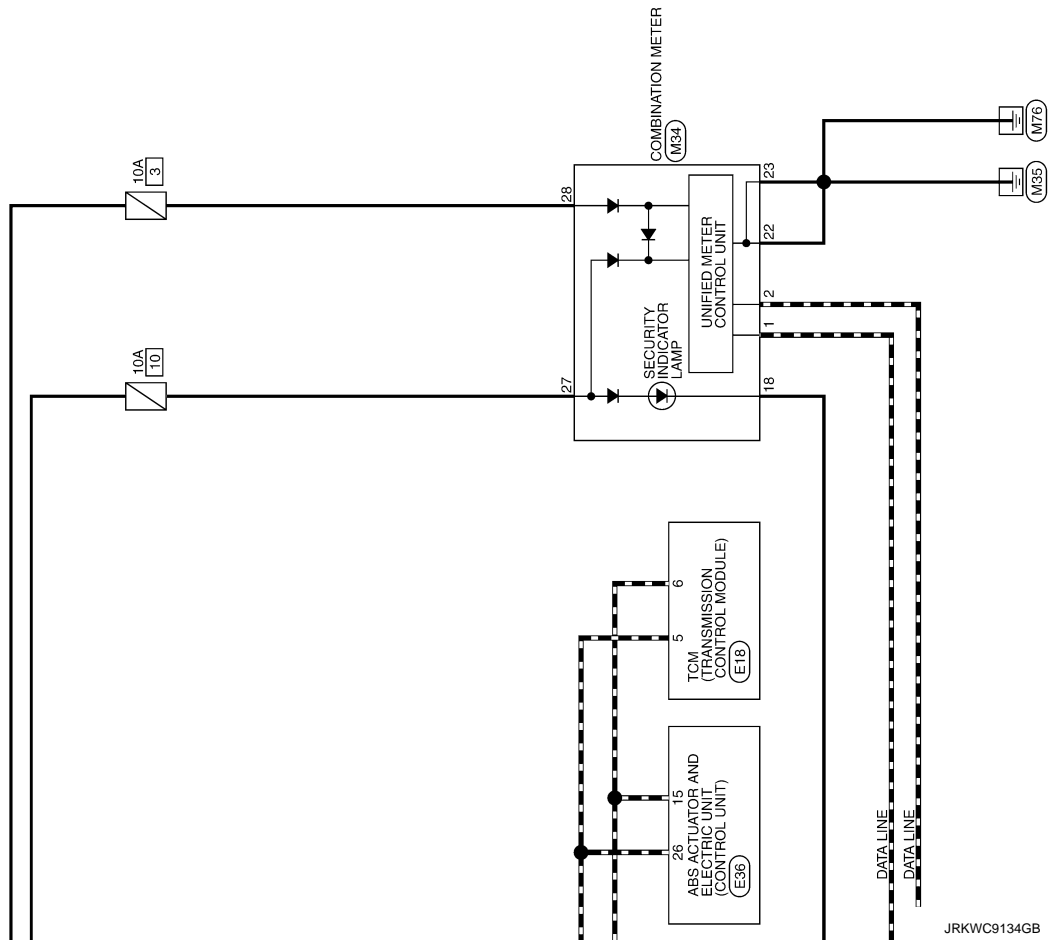 COMBINATION METER
M34
10A
3
28
23
22
UNIFIED METER
CONTROL UNIT
M76
M35
2
1
10A
10
27
SECURITY
INDICATOR
LAMP
18
6
5
TCM
(TRANSMISSION
CONTROL MODULE)
E18
15
26
ABS ACTUATOR AND
ELECTRIC UNIT
(CONTROL UNIT)
E36
DATA LINE
DATA LINE
JRKWC9134GB